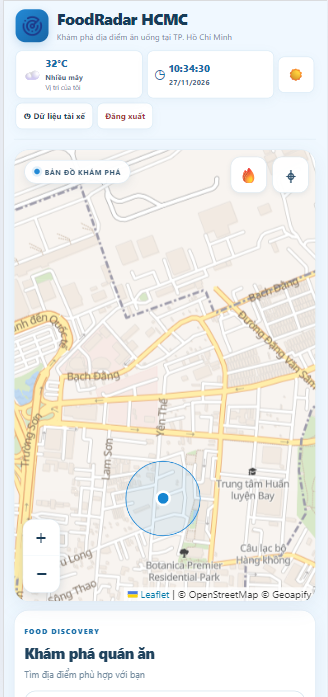 FoodRadar HCMC
Khám phá địa điểm ăn uống tại TP. Hồ Chí Minh
32°C
Nhiều mây
Vị trí của tôi
10:34:30
27/11/2026
Dữ liệu tài xế
Đăng xuất
BẢN ĐỒ KHÁM PHÁ
Bạch Đằng
Đường Đặng Văn Sâm
Bạch Đằng
Yên Thế
Lam Sơn
Trường Sơn
Trung tâm Huấn
luyện Bay
Câu lạc bộ
Hàng không
Botanica Premier
Residential Park
Long
+
−
Leaflet | © OpenStreetMap © Geoapify
FOOD DISCOVERY
Khám phá quán ăn
Tìm địa điểm phù hợp với bạn